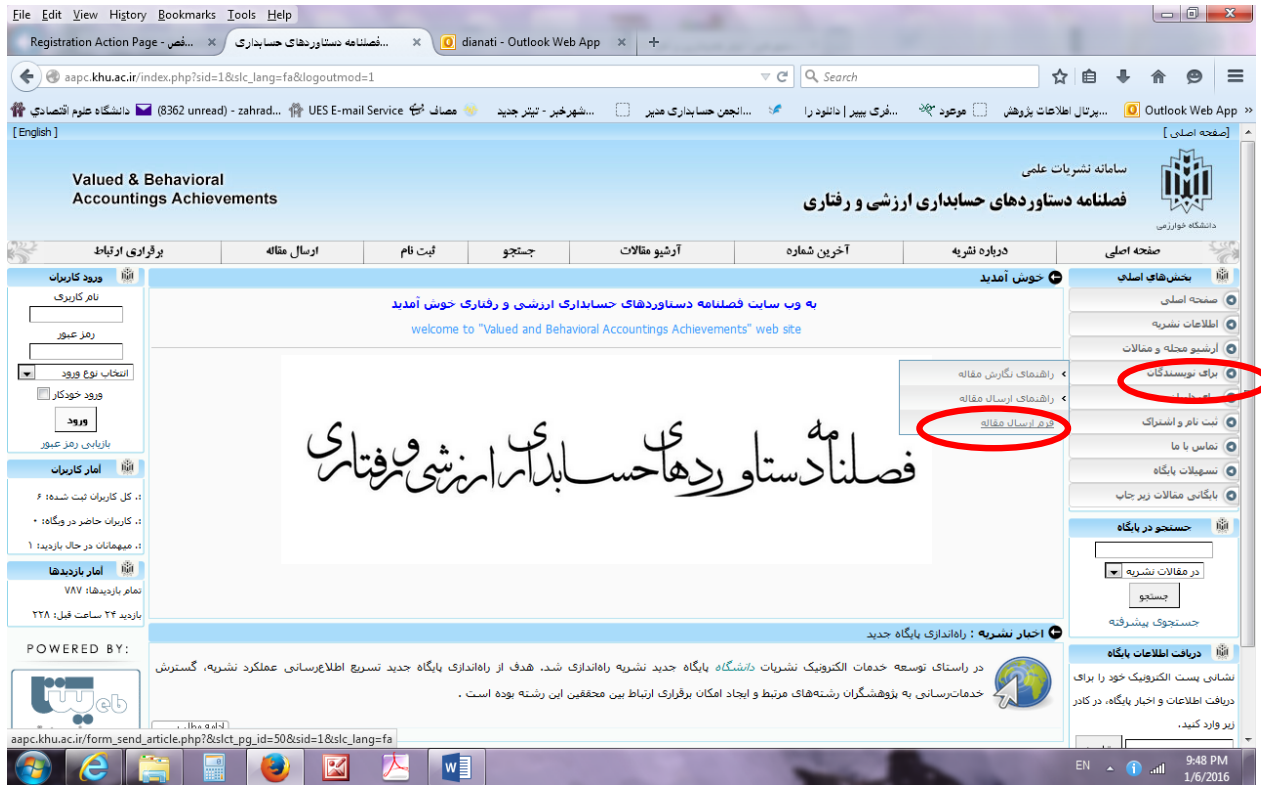 File Edit View History Bookmarks Tools Help
Registration Action Page - فص... × فصلنامه دستاوردهای حسابداری... × dianati - Outlook Web App × +
aapc.khu.ac.ir/index.php?sid=1&slc_lang=fa&logoutmod=1 Search
دانشگاه علوم اقتصادي (8362 unread) - zahrad... UES E-mail Service مصاف شهرخبر - تیتر جدید... انجمن حسابداری مدیر... فری پیپر | دانلود را... موعود پرتال اطلاعات پژوهش... Outlook Web App »
[ English ] [صفحه اصلی ]
Valued & Behavioral
Accountings Achievements
سامانه نشریات علمی
فصلنامه دستاوردهای حسابداری ارزشی و رفتاری
دانشگاه خوارزمی
صفحه اصلی درباره نشریه آخرین شماره آرشیو مقالات جستجو ثبت نام ارسال مقاله برقراری ارتباط
بخش‌های اصلي
صفحه اصلی
اطلاعات نشریه
آرشیو مجله و مقالات
برای نویسندگان
ثبت نام و اشتراک
تماس با ما
تسهیلات پایگاه
بایگانی مقالات زیر چاپ
جستجو در پایگاه
در مقالات نشریه
جستجو
جستجوی پیشرفته
دریافت اطلاعات پایگاه
نشانی پست الکترونیک خود را برای
دریافت اطلاعات و اخبار پایگاه، در کادر
زیر وارد کنید.
خوش آمدید
به وب سایت فصلنامه دستاوردهای حسابداری ارزشی و رفتاری خوش آمدید
welcome to "Valued and Behavioral Accountings Achievements" web site
راهنمای نگارش مقاله
راهنمای ارسال مقاله
فرم ارسال مقاله
فصلنامه دستاوردهای حسابداری ارزشی و رفتاری
اخبار نشریه : راه‌اندازی پایگاه جدید
در راستای توسعه خدمات الکترونیک نشریات دانشگاه پایگاه جدید نشریه راه‌اندازی شد. هدف از راه‌اندازی پایگاه جدید تسریع اطلاع‌رسانی عملکرد نشریه، گسترش
خدمات‌رسانی به پژوهشگران رشته‌های مرتبط و ایجاد امکان برقراری ارتباط بین محققین این رشته بوده است .
ورود کاربران
نام کاربری
رمز عبور
انتخاب نوع ورود
ورود خودکار
ورود
بازیابی رمز عبور
آمار کاربران
:. کل کاربران ثبت شده: ۶
:. کاربران حاضر در وبگاه: ۰
:. میهمانان در حال بازدید: ۱
آمار بازدیدها
تمام بازدیدها: ۷۸۷
بازدید ۲۴ ساعت قبل: ۲۲۸
POWERED BY:
Web
aapc.khu.ac.ir/form_send_article.php?&slct_pg_id=50&sid=1&slc_lang=fa
EN 9:48 PM
1/6/2016